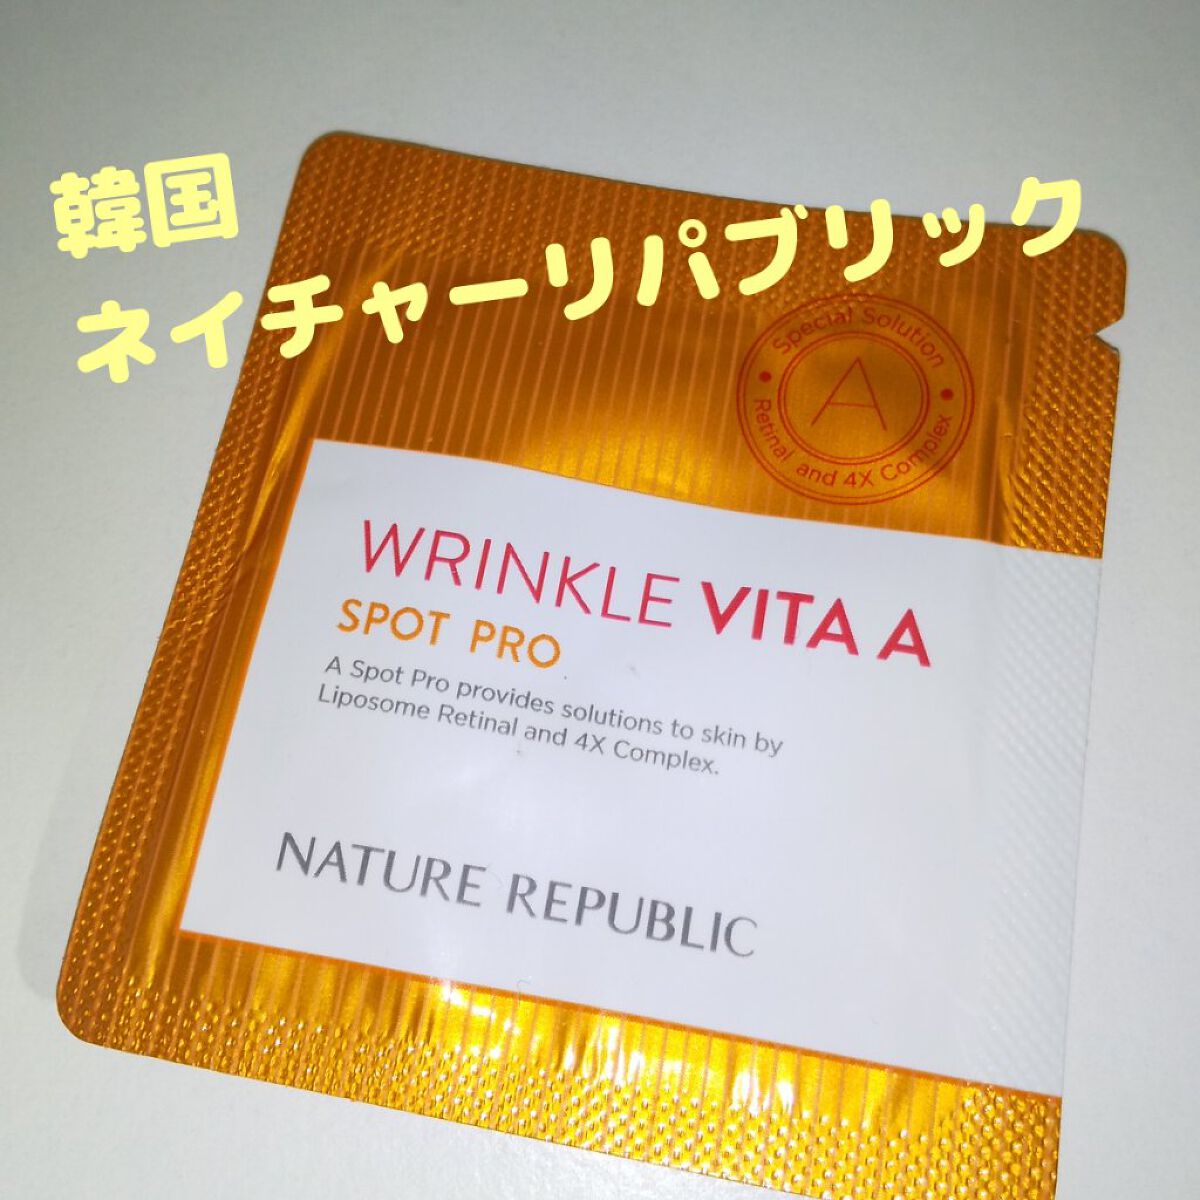 韓国
ネイチャーリパブリック
Special Solution
A
Retinal and 4X Complex
WRINKLE VITA A
SPOT PRO
A Spot Pro provides solutions to skin by
Liposome Retinal and 4X Complex.
NATURE REPUBLIC